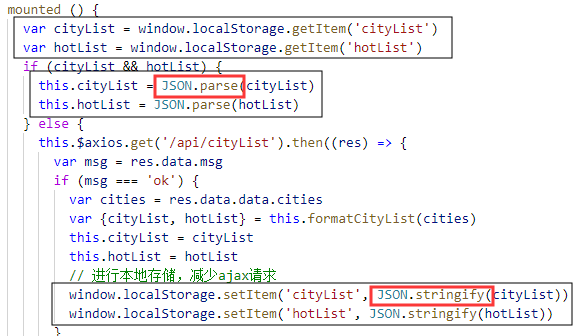 mounted () {
var cityList = window.localStorage.getItem('cityList')
var hotList = window.localStorage.getItem('hotList')
if (cityList && hotList) {
this.cityList = JSON.parse(cityList)
this.hotList = JSON.parse(hotList)
} else {
this.$axios.get('/api/cityList').then((res) => {
var msg = res.data.msg
if (msg === 'ok') {
var cities = res.data.data.cities
var {cityList, hotList} = this.formatCityList(cities)
this.cityList = cityList
this.hotList = hotList
// 进行本地存储，减少ajax请求
window.localStorage.setItem('cityList', JSON.stringify(cityList))
window.localStorage.setItem('hotList', JSON.stringify(hotList))
}